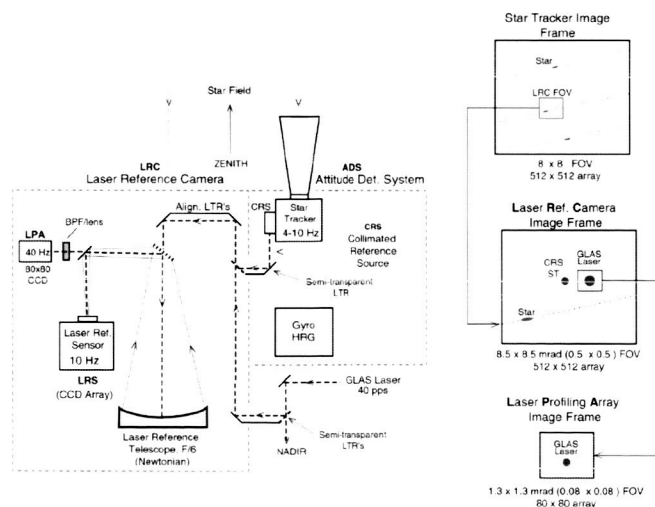 Star Tracker Image
Frame
Star
LRC FOV
8 x 8 FOV
512 x 512 array
Star Field
ZENITH
LRC
Laser Reference Camera
ADS
Attitude Det. System
Align. LTR's
CRS
Star
Tracker
4-10 Hz
CRS
Collimated
Reference
Source
LPA
BPF/lens
40 Hz
80x80
CCD
Semi-transparent
LTR
Laser Ref.
Sensor
10 Hz
LRS
(CCD Array)
Gyro
HRG
GLAS Laser
40 pps
Laser Reference
Telescope, F/6
(Newtonian)
NADIR
Semi-transparent
LTR's
Laser Ref. Camera
Image Frame
CRS
ST
GLAS
Laser
Star
8.5 x 8.5 mrad (0.5 x 0.5 ) FOV
512 x 512 array
Laser Profiling Array
Image Frame
GLAS
Laser
1.3 x 1.3 mrad (0.08 x 0.08 ) FOV
80 x 80 array